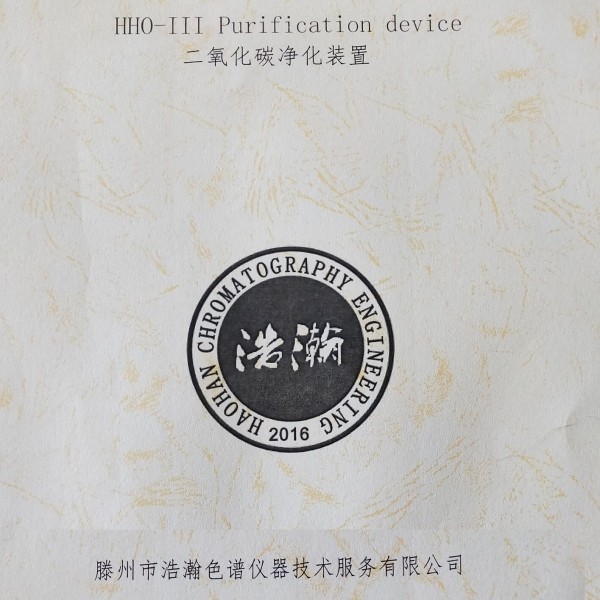 HHO-III Purification device
二氧化碳净化装置
HAOHAN CHROMATOGRAPHY ENGINEERING
浩瀚
2016
滕州市浩瀚色谱仪器技术服务有限公司